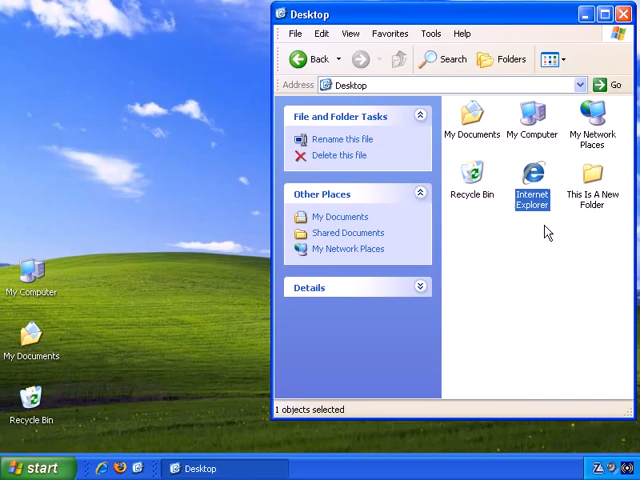 Desktop
File
Edit
View
Favorites
Tools
Help
Back
Search
Folders
Address
Desktop
Go
File and Folder Tasks
Rename this file
Delete this file
Other Places
My Documents
Shared Documents
My Network Places
Details
My Documents
My Computer
My Network
Places
Recycle Bin
Internet
Explorer
This Is A New
Folder
1 objects selected
My Computer
My Documents
Recycle Bin
start
Desktop